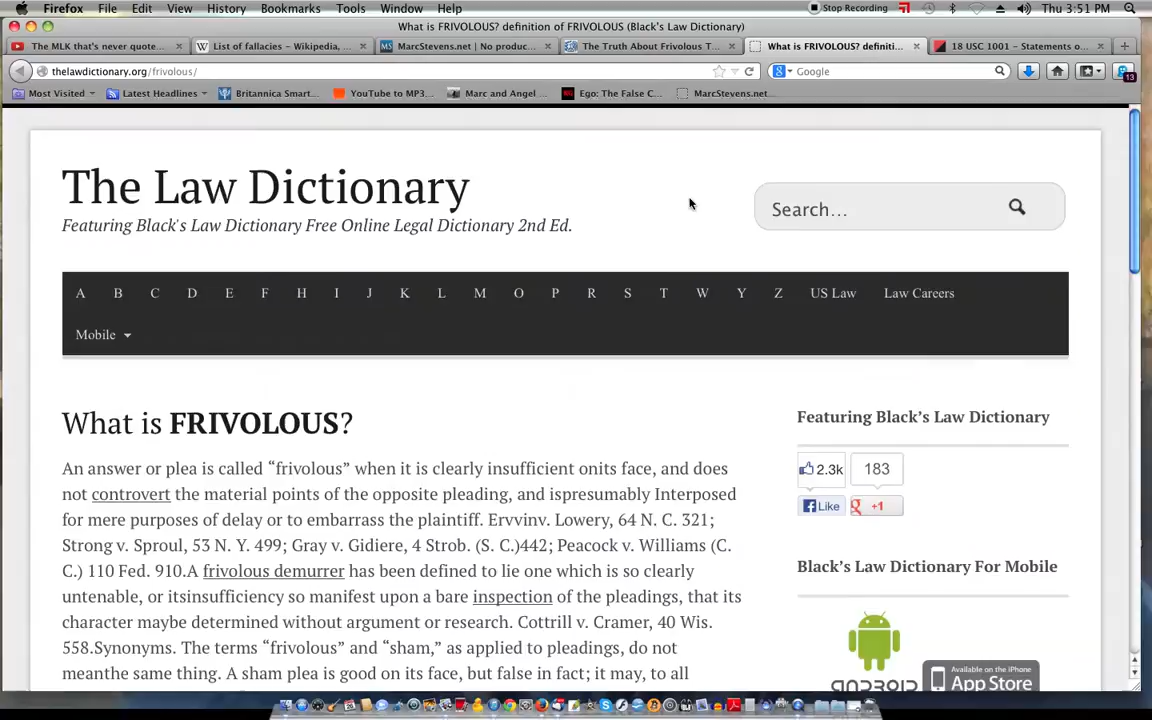 Firefox File Edit View History Bookmarks Tools Window Help Stop Recording Thu 3:51 PM
What is FRIVOLOUS? definition of FRIVOLOUS (Black's Law Dictionary)
The MLK that's never quote... List of fallacies – Wikipedia, ... MarcStevens.net | No produc... The Truth About Frivolous T... What is FRIVOLOUS? definiti... 18 USC 1001 – Statements o...
thelawdictionary.org/frivolous/ Google 13
Most Visited Latest Headlines Britannica Smart... YouTube to MP3... Marc and Angel ... Ego: The False C... MarcStevens.net...
The Law Dictionary
Search...
Featuring Black's Law Dictionary Free Online Legal Dictionary 2nd Ed.
A B C D E F H I J K L M O P R S T W Y Z US Law Law Careers
Mobile
What is FRIVOLOUS?
An answer or plea is called “frivolous” when it is clearly insufficient onits face, and does
not controvert the material points of the opposite pleading, and ispresumably Interposed
for mere purposes of delay or to embarrass the plaintiff. Ervvinv. Lowery, 64 N. C. 321;
Strong v. Sproul, 53 N. Y. 499; Gray v. Gidiere, 4 Strob. (S. C.)442; Peacock v. Williams (C.
C.) 110 Fed. 910.A frivolous demurrer has been defined to lie one which is so clearly
untenable, or itsinsufficiency so manifest upon a bare inspection of the pleadings, that its
character maybe determined without argument or research. Cottrill v. Cramer, 40 Wis.
558.Synonyms. The terms “frivolous” and “sham,” as applied to pleadings, do not
meanthe same thing. A sham plea is good on its face, but false in fact; it may, to all
Featuring Black’s Law Dictionary
2.3k 183
Like +1
Black’s Law Dictionary For Mobile
ANDROID
Available on the iPhone
App Store